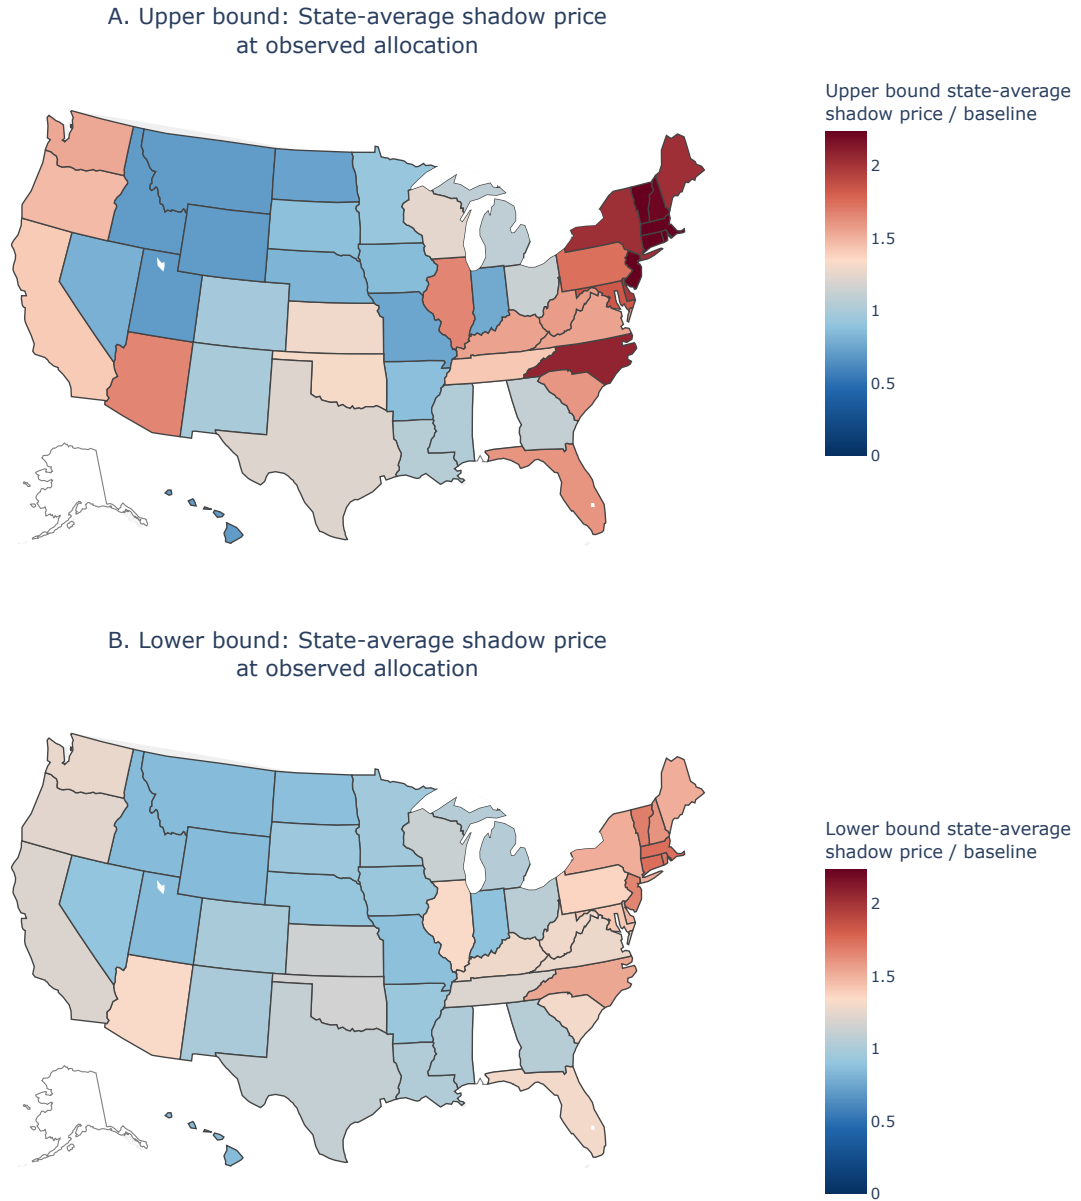 A. Upper bound: State-average shadow price
at observed allocation
Upper bound state-average
shadow price / baseline
2
1.5
1
0.5
0
B. Lower bound: State-average shadow price
at observed allocation
Lower bound state-average
shadow price / baseline
2
1.5
1
0.5
0